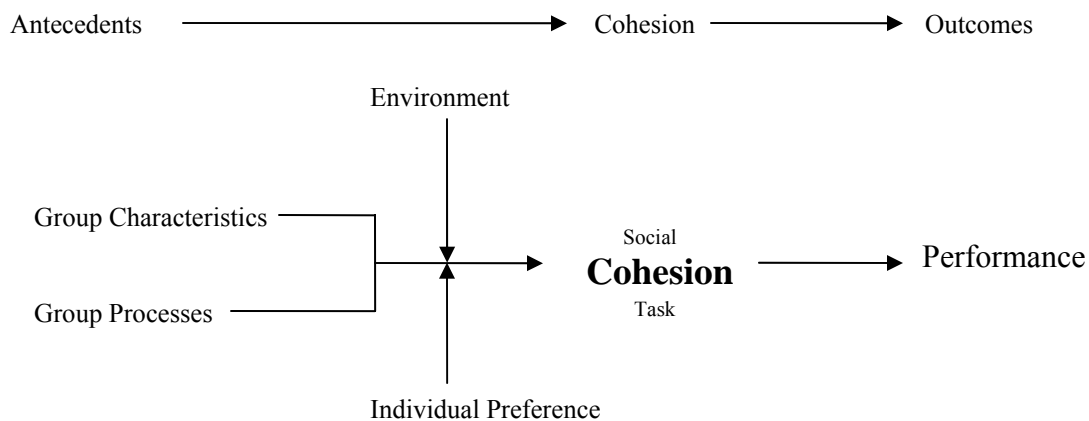 Antecedents Cohesion Outcomes
Environment
Group Characteristics
Social
Cohesion
Performance
Task
Group Processes
Individual Preference